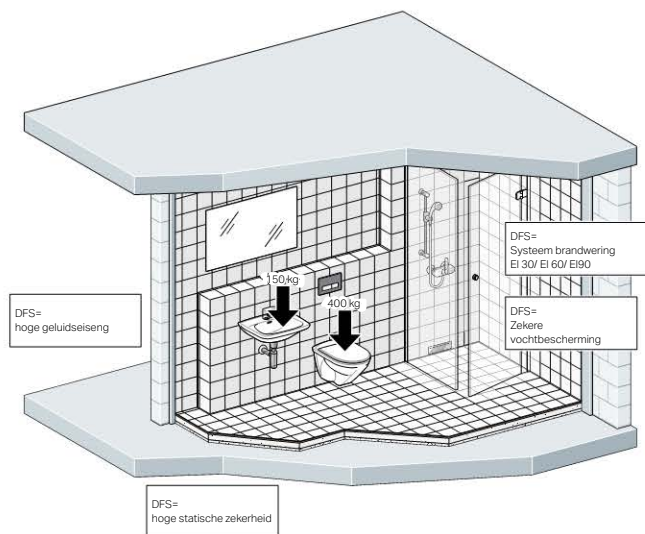 DFS=
Systeem brandwering
EI 30/ EI 60/ EI90
150 kg
400 kg
DFS=
hoge geluidseiseng
DFS=
Zekere
vochtbescherming
DFS=
hoge statische zekerheid